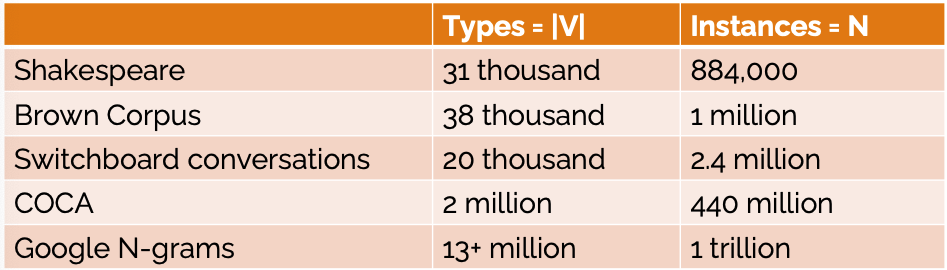 Types = |V| Instances = N
Shakespeare 31 thousand 884,000
Brown Corpus 38 thousand 1 million
Switchboard conversations 20 thousand 2.4 million
COCA 2 million 440 million
Google N-grams 13+ million 1 trillion